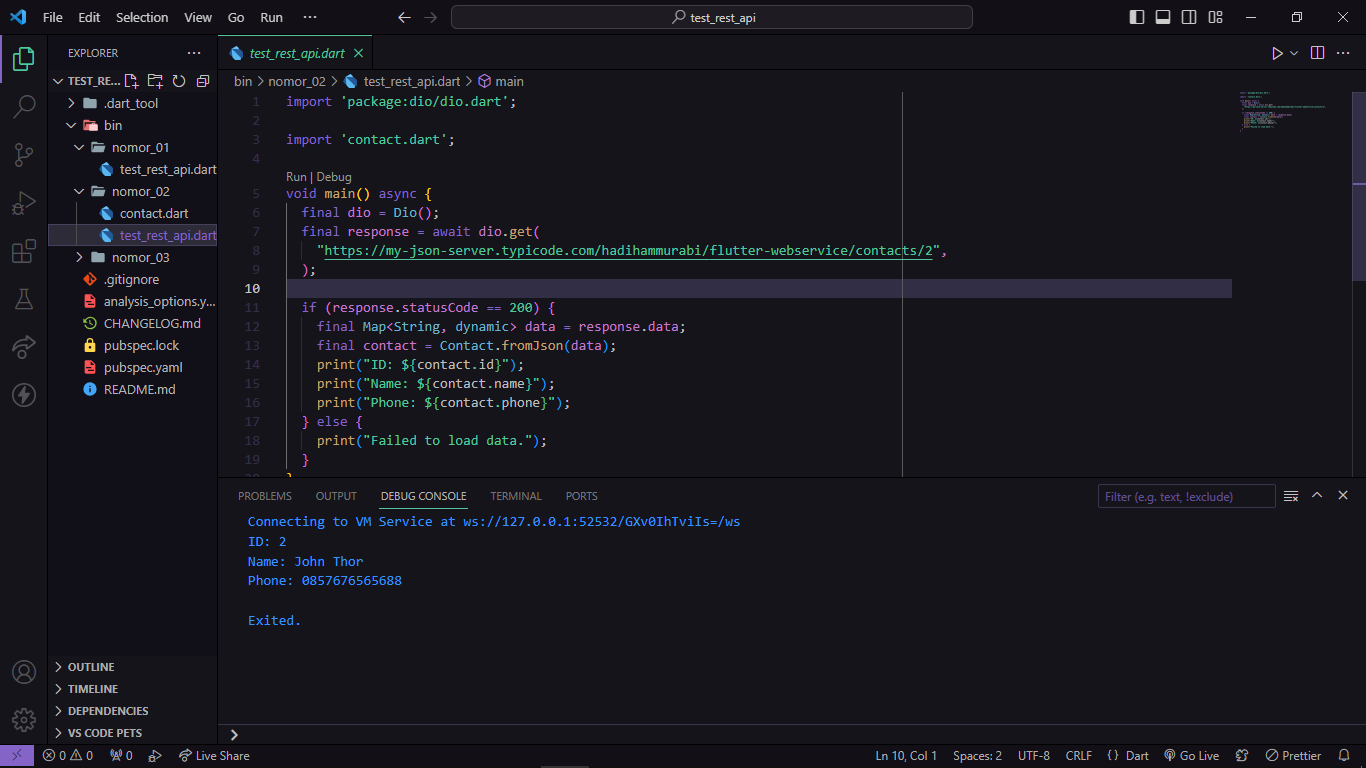 File Edit Selection View Go Run ···
test_rest_api
EXPLORER
TEST_RE...
.dart_tool
bin
nomor_01
test_rest_api.dart
nomor_02
contact.dart
test_rest_api.dart
nomor_03
.gitignore
analysis_options.y...
CHANGELOG.md
pubspec.lock
pubspec.yaml
README.md
OUTLINE
TIMELINE
DEPENDENCIES
VS CODE PETS
test_rest_api.dart
bin > nomor_02 > test_rest_api.dart > main
1 import 'package:dio/dio.dart';
2
3 import 'contact.dart';
4
Run | Debug
5 void main() async {
6 final dio = Dio();
7 final response = await dio.get(
8 "https://my-json-server.typicode.com/hadihammurabi/flutter-webservice/contacts/2",
9 );
10
11 if (response.statusCode == 200) {
12 final Map<String, dynamic> data = response.data;
13 final contact = Contact.fromJson(data);
14 print("ID: ${contact.id}");
15 print("Name: ${contact.name}");
16 print("Phone: ${contact.phone}");
17 } else {
18 print("Failed to load data.");
19 }
20 }
PROBLEMS OUTPUT DEBUG CONSOLE TERMINAL PORTS
Filter (e.g. text, !exclude)
Connecting to VM Service at ws://127.0.0.1:52532/GXv0IhTviIs=/ws
ID: 2
Name: John Thor
Phone: 0857676565688
Exited.
0 0 0 Live Share Ln 10, Col 1 Spaces: 2 UTF-8 CRLF {} Dart Go Live Prettier